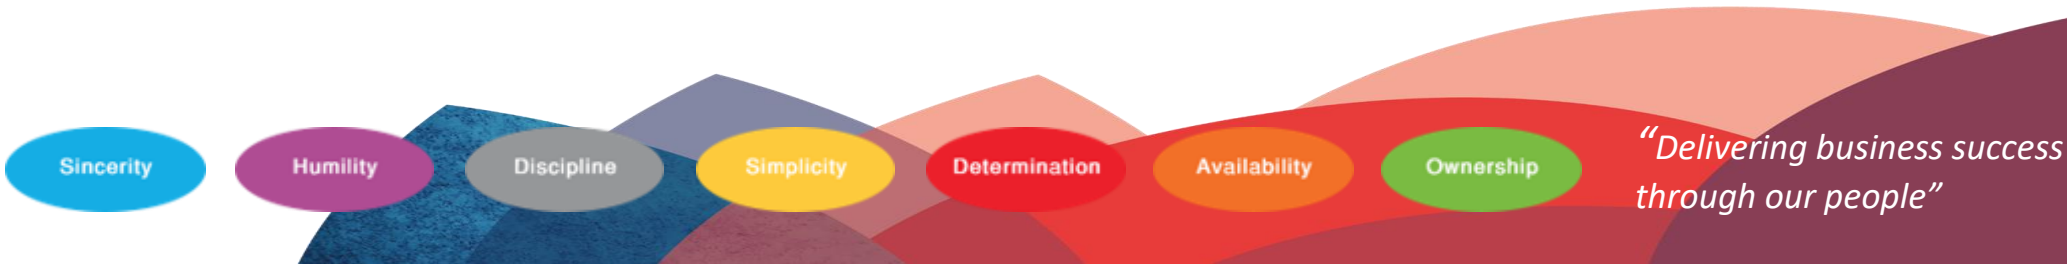 Sincerity
Humility
Discipline
Simplicity
Determination
Availability
Ownership
“Delivering business success
through our people”